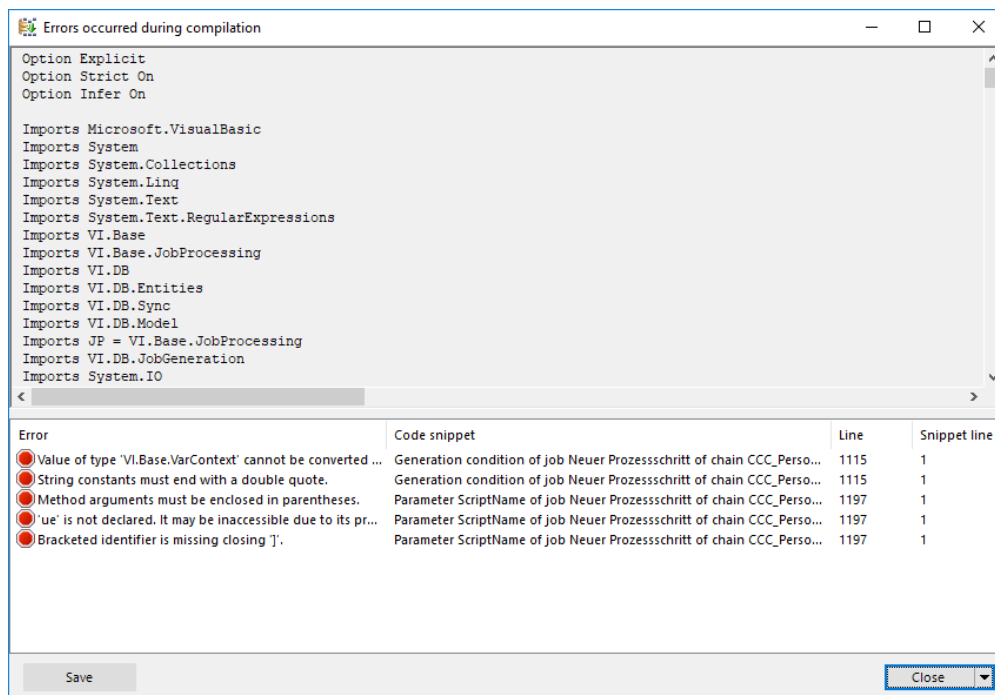 Errors occurred during compilation
Option Explicit
Option Strict On
Option Infer On
Imports Microsoft.VisualBasic
Imports System
Imports System.Collections
Imports System.Linq
Imports System.Text
Imports System.Text.RegularExpressions
Imports VI.Base
Imports VI.Base.JobProcessing
Imports VI.DB
Imports VI.DB.Entities
Imports VI.DB.Sync
Imports VI.DB.Model
Imports JP = VI.Base.JobProcessing
Imports VI.DB.JobGeneration
Imports System.IO
Error Code snippet Line Snippet line
Value of type 'VI.Base.VarContext' cannot be converted ... Generation condition of job Neuer Prozessschritt of chain CCC_Perso... 1115 1
String constants must end with a double quote. Generation condition of job Neuer Prozessschritt of chain CCC_Perso... 1115 1
Method arguments must be enclosed in parentheses. Parameter ScriptName of job Neuer Prozessschritt of chain CCC_Perso... 1197 1
'ue' is not declared. It may be inaccessible due to its pr... Parameter ScriptName of job Neuer Prozessschritt of chain CCC_Perso... 1197 1
Bracketed identifier is missing closing ']'. Parameter ScriptName of job Neuer Prozessschritt of chain CCC_Perso... 1197 1
Save Close